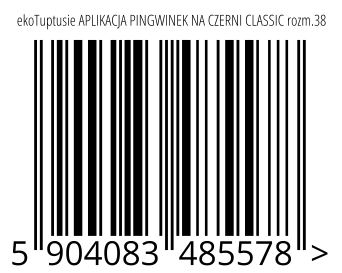 ekoTuptusie APLIKACJA PINGWINEK NA CZERNI CLASSIC rozm.38
5 904083 485578 >